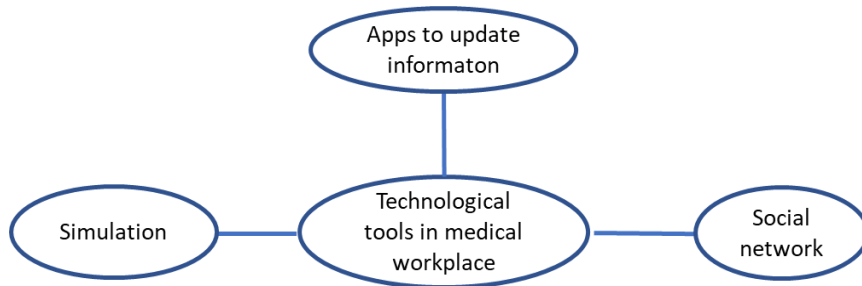 Apps to update
informaton
Simulation
Technological
tools in medical
workplace
Social
network